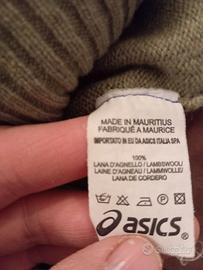 MADE IN MAURITIUS
FABRIQUÉ A MAURICE
IMPORTATO IN EU DA ASICS ITALIA SPA
100%
LANA D'AGNELLO / LAMBSWOOL/
LAINE D'AGNEAU / LAMMWOLLE/
LANA DE CORDERO
asics